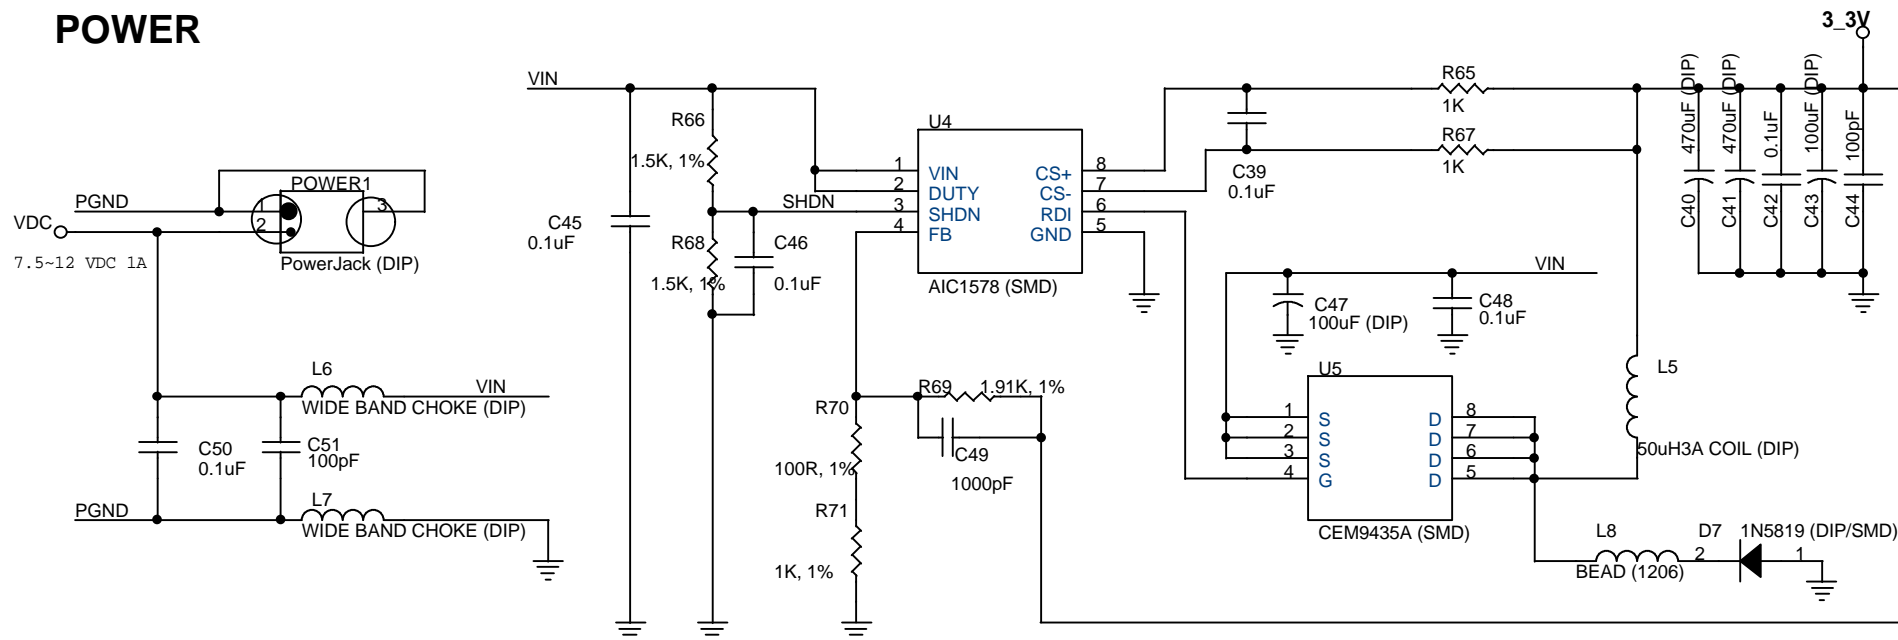 POWER
3_3V
VIN
R65
1K
470uF (DIP)
470uF (DIP)
0.1uF
100uF (DIP)
100pF
R66
1.5K, 1%
U4
R67
1K
1 VIN
2 DUTY
3 SHDN
4 FB
CS+ 8
CS- 7
RDI 6
GND 5
AIC1578 (SMD)
C39
0.1uF
C40
C41
C42
C43
C44
POWER1
PGND
1
2
3
VDC
7.5~12 VDC 1A
PowerJack (DIP)
SHDN
C45
0.1uF
R68
1.5K, 1%
C46
0.1uF
VIN
C47
100uF (DIP)
C48
0.1uF
L6
VIN
WIDE BAND CHOKE (DIP)
R69
1.91K, 1%
R70
100R, 1%
C49
1000pF
U5
1 S
2 S
3 S
4 G
D 8
D 7
D 6
D 5
CEM9435A (SMD)
L5
50uH3A COIL (DIP)
C50
0.1uF
C51
100pF
L7
PGND
WIDE BAND CHOKE (DIP)
R71
1K, 1%
L8
BEAD (1206)
D7
1N5819 (DIP/SMD)
2
1